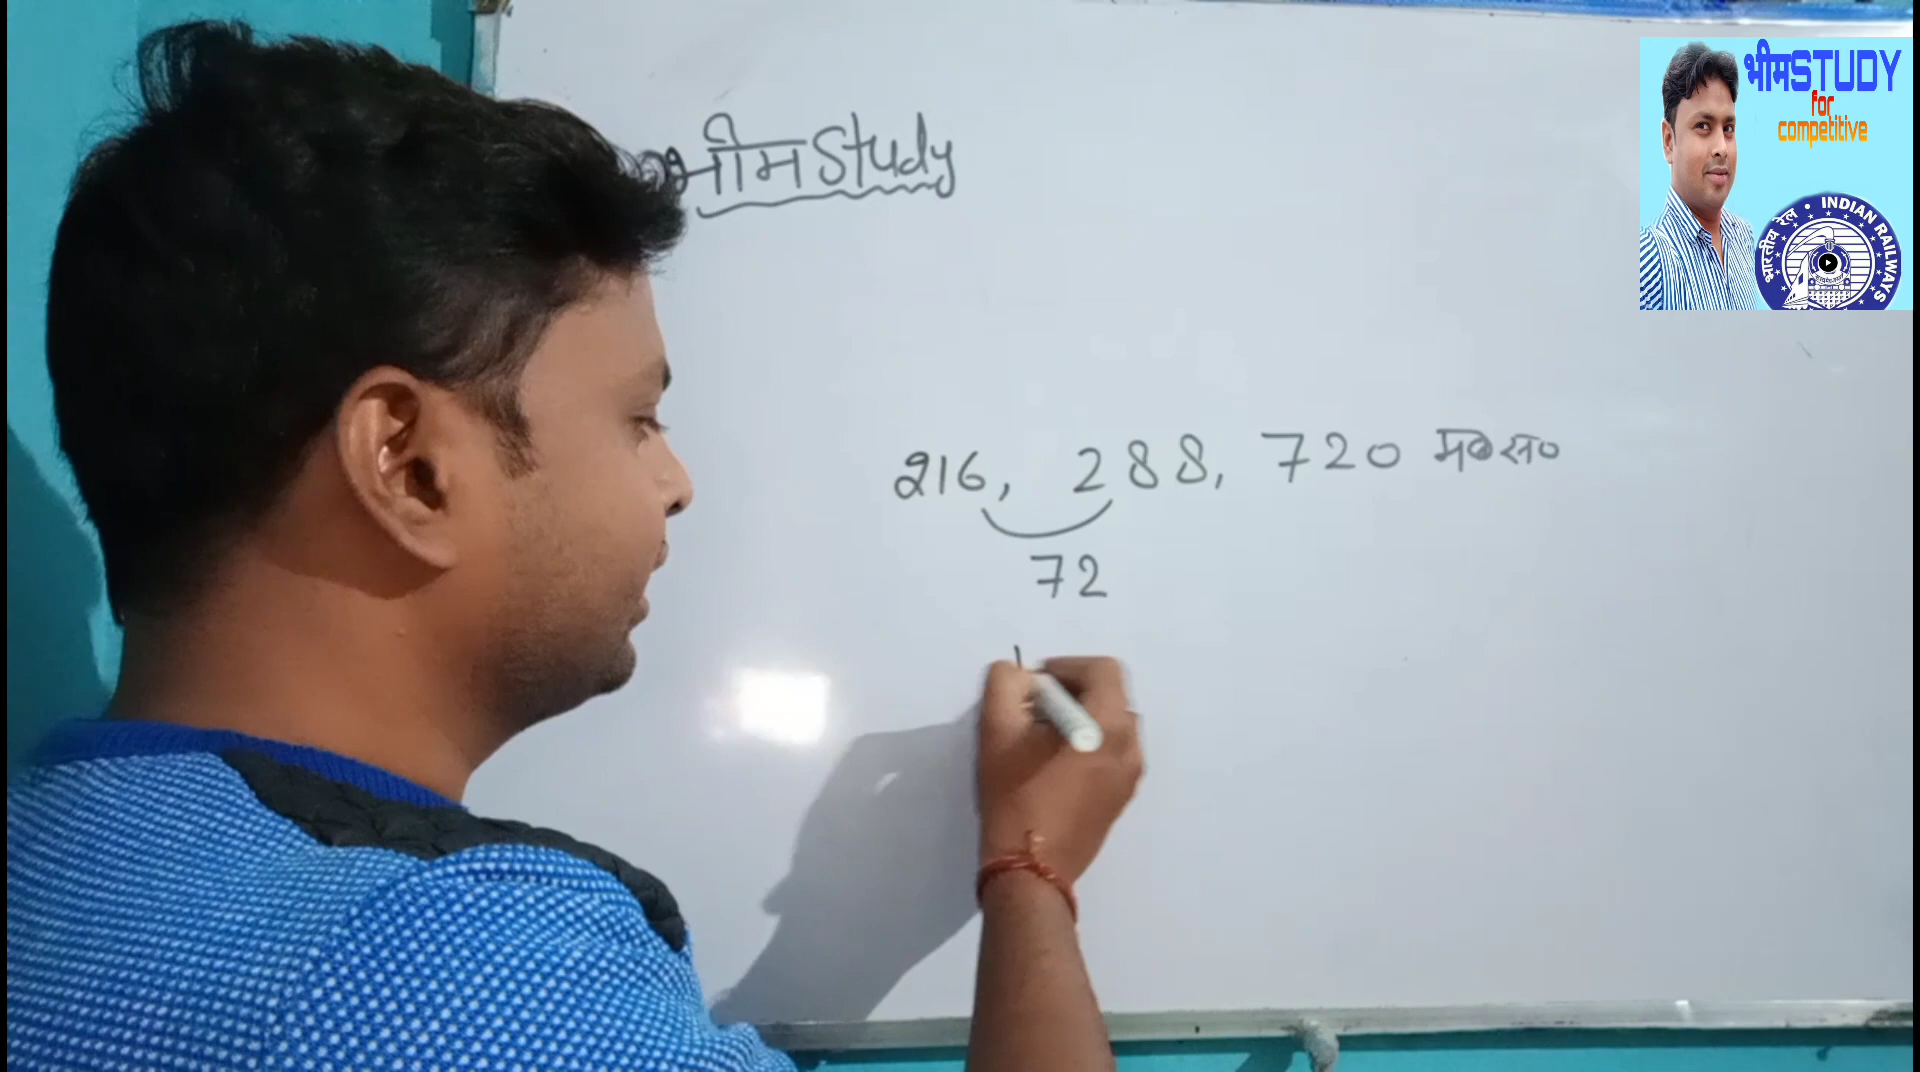 भीमStudy
216, 288, 720 म०स०
72
भीमSTUDY
for
competitive
भारतीय रेल • INDIAN RAILWAYS